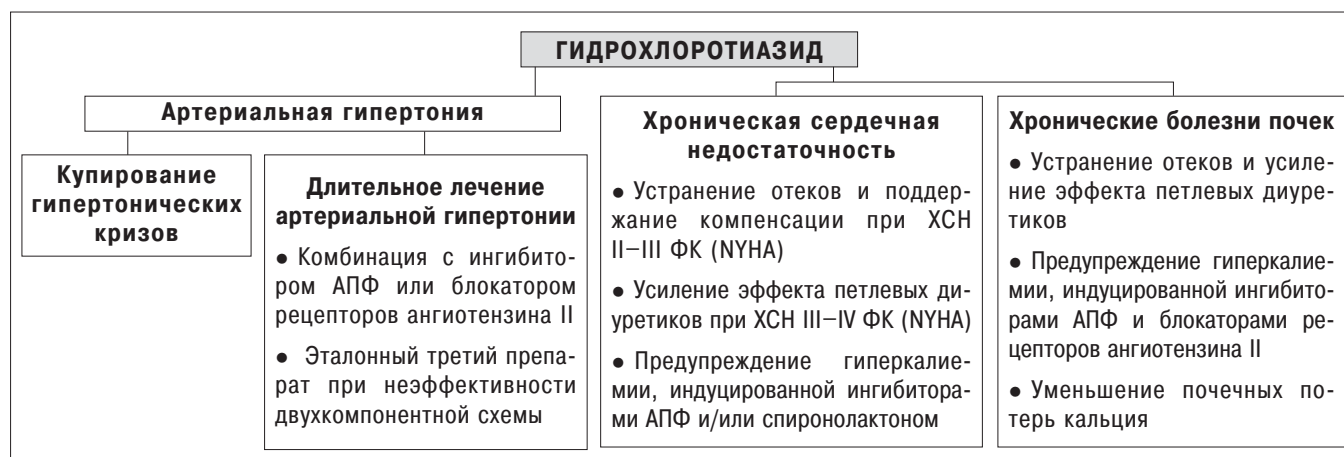 ГИДРОХЛОРОТИАЗИД
Артериальная гипертония
Купирование
гипертонических
кризов
Длительное лечение
артериальной гипертонии
● Комбинация с ингибито-
ром АПФ или блокатором
рецепторов ангиотензина II
● Эталонный третий препа-
рат при неэффективности
двухкомпонентной схемы
Хроническая сердечная
недостаточность
● Устранение отеков и поддер-
жание компенсации при ХСН
II–III ФК (NYHA)
● Усиление эффекта петлевых ди-
уретиков при ХСН III–IV ФК (NYHA)
● Предупреждение гиперкалие-
мии, индуцированной ингибитора-
ми АПФ и/или спиронолактоном
Хронические болезни почек
● Устранение отеков и усиле-
ние эффекта петлевых диуре-
тиков
● Предупреждение гиперкалие-
мии, индуцированной ингибито-
рами АПФ и блокаторами ре-
цепторов ангиотензина II
● Уменьшение почечных по-
терь кальция